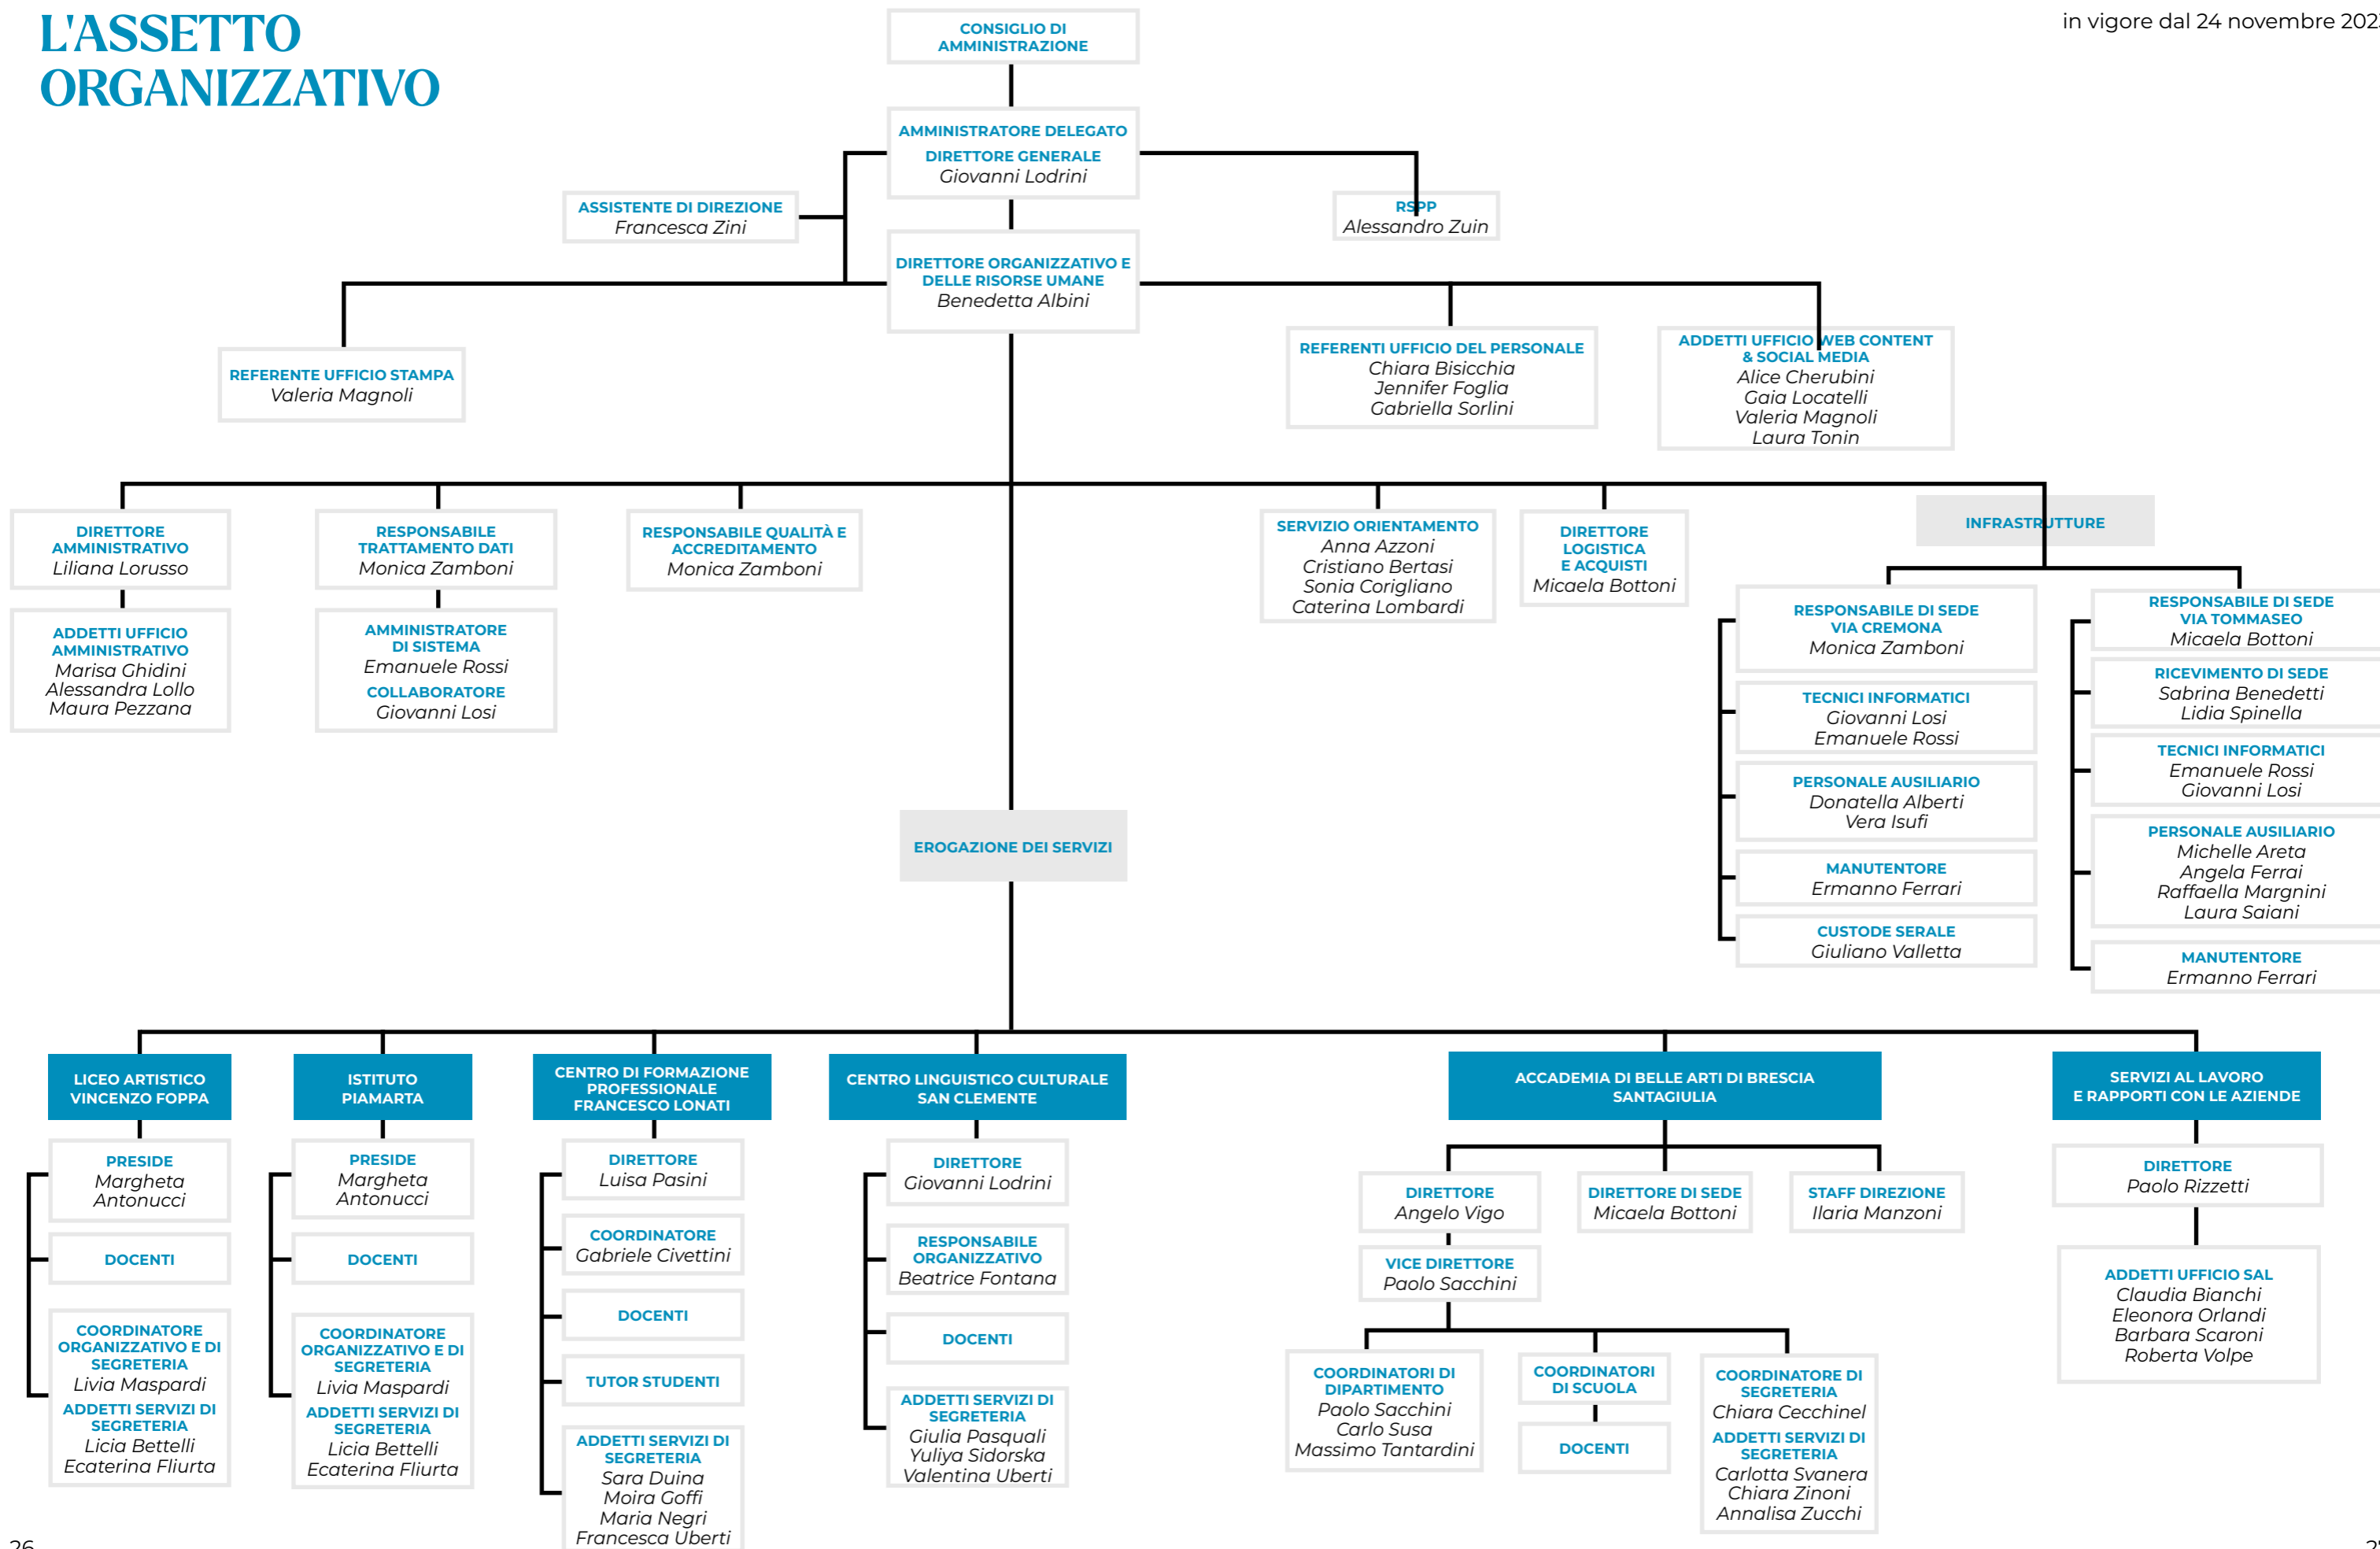 L'ASSETTO
ORGANIZZATIVO
in vigore dal 24 novembre 202
CONSIGLIO DI
AMMINISTRAZIONE
AMMINISTRATORE DELEGATO
DIRETTORE GENERALE
Giovanni Lodrini
ASSISTENTE DI DIREZIONE
Francesca Zini
RSPP
Alessandro Zuin
DIRETTORE ORGANIZZATIVO E
DELLE RISORSE UMANE
Benedetta Albini
REFERENTE UFFICIO STAMPA
Valeria Magnoli
REFERENTI UFFICIO DEL PERSONALE
Chiara Bisicchia
Jennifer Foglia
Gabriella Sorlini
ADDETTI UFFICIO WEB CONTENT
& SOCIAL MEDIA
Alice Cherubini
Gaia Locatelli
Valeria Magnoli
Laura Tonin
DIRETTORE
AMMINISTRATIVO
Liliana Lorusso
ADDETTI UFFICIO
AMMINISTRATIVO
Marisa Ghidini
Alessandra Lollo
Maura Pezzana
RESPONSABILE
TRATTAMENTO DATI
Monica Zamboni
AMMINISTRATORE
DI SISTEMA
Emanuele Rossi
COLLABORATORE
Giovanni Losi
RESPONSABILE QUALITÀ E
ACCREDITAMENTO
Monica Zamboni
SERVIZIO ORIENTAMENTO
Anna Azzoni
Cristiano Bertasi
Sonia Corigliano
Caterina Lombardi
DIRETTORE
LOGISTICA
E ACQUISTI
Micaela Bottoni
INFRASTRUTTURE
RESPONSABILE DI SEDE
VIA CREMONA
Monica Zamboni
TECNICI INFORMATICI
Giovanni Losi
Emanuele Rossi
PERSONALE AUSILIARIO
Donatella Alberti
Vera Isufi
MANUTENTORE
Ermanno Ferrari
CUSTODE SERALE
Giuliano Valletta
RESPONSABILE DI SEDE
VIA TOMMASEO
Micaela Bottoni
RICEVIMENTO DI SEDE
Sabrina Benedetti
Lidia Spinella
TECNICI INFORMATICI
Emanuele Rossi
Giovanni Losi
PERSONALE AUSILIARIO
Michelle Areta
Angela Ferrai
Raffaella Margnini
Laura Saiani
MANUTENTORE
Ermanno Ferrari
EROGAZIONE DEI SERVIZI
LICEO ARTISTICO
VINCENZO FOPPA
PRESIDE
Margheta
Antonucci
DOCENTI
COORDINATORE
ORGANIZZATIVO E DI
SEGRETERIA
Livia Maspardi
ADDETTI SERVIZI DI
SEGRETERIA
Licia Bettelli
Ecaterina Fliurta
ISTITUTO
PIAMARTA
PRESIDE
Margheta
Antonucci
DOCENTI
COORDINATORE
ORGANIZZATIVO E DI
SEGRETERIA
Livia Maspardi
ADDETTI SERVIZI DI
SEGRETERIA
Licia Bettelli
Ecaterina Fliurta
CENTRO DI FORMAZIONE
PROFESSIONALE
FRANCESCO LONATI
DIRETTORE
Luisa Pasini
COORDINATORE
Gabriele Civettini
DOCENTI
TUTOR STUDENTI
ADDETTI SERVIZI DI
SEGRETERIA
Sara Duina
Moira Goffi
Maria Negri
Francesca Uberti
CENTRO LINGUISTICO CULTURALE
SAN CLEMENTE
DIRETTORE
Giovanni Lodrini
RESPONSABILE
ORGANIZZATIVO
Beatrice Fontana
DOCENTI
ADDETTI SERVIZI DI
SEGRETERIA
Giulia Pasquali
Yuliya Sidorska
Valentina Uberti
ACCADEMIA DI BELLE ARTI DI BRESCIA
SANTAGIULIA
DIRETTORE
Angelo Vigo
DIRETTORE DI SEDE
Micaela Bottoni
STAFF DIREZIONE
Ilaria Manzoni
VICE DIRETTORE
Paolo Sacchini
COORDINATORI DI
DIPARTIMENTO
Paolo Sacchini
Carlo Susa
Massimo Tantardini
COORDINATORI
DI SCUOLA
DOCENTI
COORDINATORE DI
SEGRETERIA
Chiara Cecchinel
ADDETTI SERVIZI DI
SEGRETERIA
Carlotta Svanera
Chiara Zinoni
Annalisa Zucchi
SERVIZI AL LAVORO
E RAPPORTI CON LE AZIENDE
DIRETTORE
Paolo Rizzetti
ADDETTI UFFICIO SAL
Claudia Bianchi
Eleonora Orlandi
Barbara Scaroni
Roberta Volpe
26